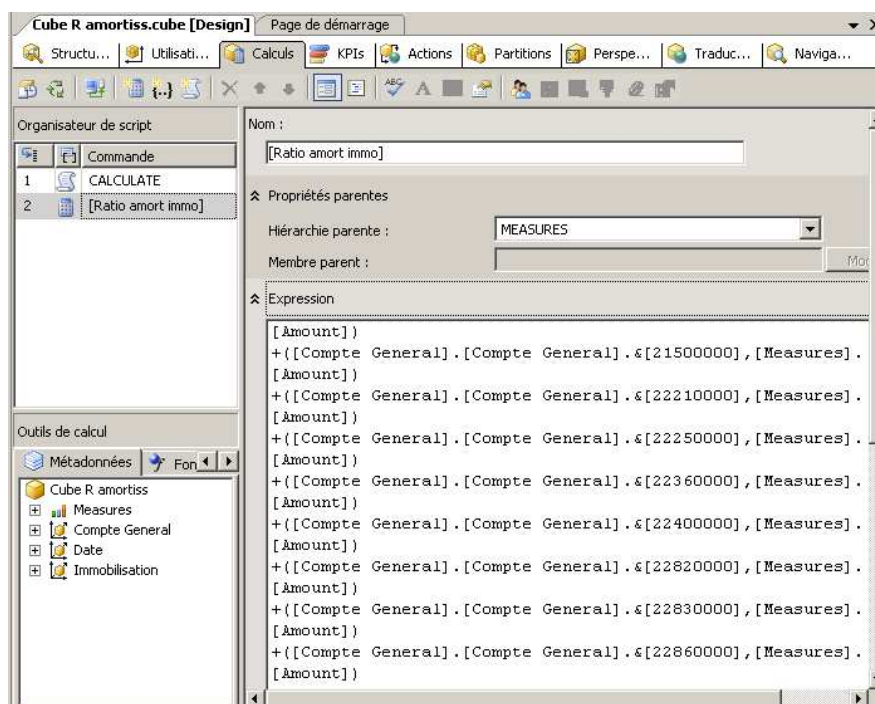 Cube R amortiss.cube [Design] Page de démarrage
Structu... Utilisati... Calculs KPIs Actions Partitions Perspe... Traduc... Naviga...
Organisateur de script
Commande
1 CALCULATE
2 [Ratio amort immo]
Nom :
[Ratio amort immo]
Propriétés parentes
Hiérarchie parente : MEASURES
Membre parent : Mod
Expression
[Amount])
+([Compte General].[Compte General].&[21500000],[Measures].
[Amount])
+([Compte General].[Compte General].&[22210000],[Measures].
[Amount])
+([Compte General].[Compte General].&[22250000],[Measures].
[Amount])
+([Compte General].[Compte General].&[22360000],[Measures].
[Amount])
+([Compte General].[Compte General].&[22400000],[Measures].
[Amount])
+([Compte General].[Compte General].&[22820000],[Measures].
[Amount])
+([Compte General].[Compte General].&[22830000],[Measures].
[Amount])
+([Compte General].[Compte General].&[22860000],[Measures].
[Amount])
Outils de calcul
Métadonnées Fon
Cube R amortiss
Measures
Compte General
Date
Immobilisation